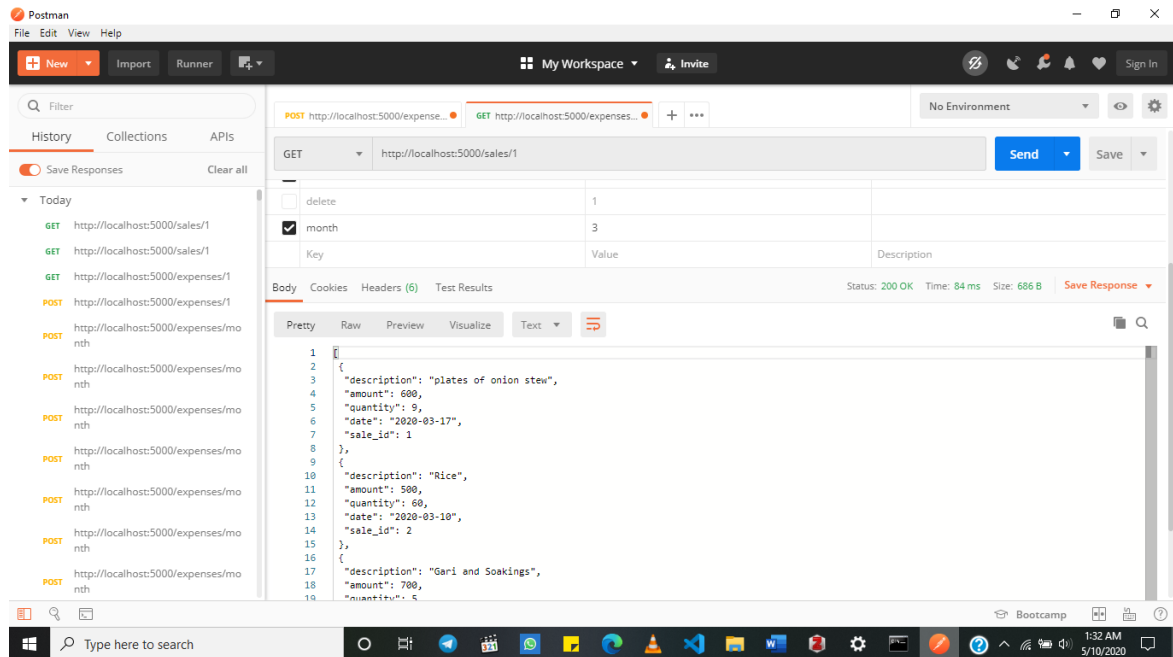 Postman
File Edit View Help
New Import Runner My Workspace Invite Sign In
Filter
History Collections APIs
Save Responses Clear all
Today
GET http://localhost:5000/sales/1
GET http://localhost:5000/sales/1
GET http://localhost:5000/expenses/1
POST http://localhost:5000/expenses/1
POST http://localhost:5000/expenses/mo
nth
POST http://localhost:5000/expenses/mo
nth
POST http://localhost:5000/expenses/mo
nth
POST http://localhost:5000/expenses/mo
nth
POST http://localhost:5000/expenses/mo
nth
POST http://localhost:5000/expenses/mo
nth
POST http://localhost:5000/expenses/mo
nth
POST http://localhost:5000/expense... GET http://localhost:5000/expenses... No Environment
GET http://localhost:5000/sales/1 Send Save
delete 1
month 3
Key Value Description
Body Cookies Headers (6) Test Results Status: 200 OK Time: 84 ms Size: 686 B Save Response
Pretty Raw Preview Visualize Text
1 [
2 {
3 "description": "plates of onion stew",
4 "amount": 600,
5 "quantity": 9,
6 "date": "2020-03-17",
7 "sale_id": 1
8 },
9 {
10 "description": "Rice",
11 "amount": 500,
12 "quantity": 60,
13 "date": "2020-03-10",
14 "sale_id": 2
15 },
16 {
17 "description": "Gari and Soakings",
18 "amount": 700,
19 "quantity": 5
Bootcamp
Type here to search 1:32 AM
5/10/2020